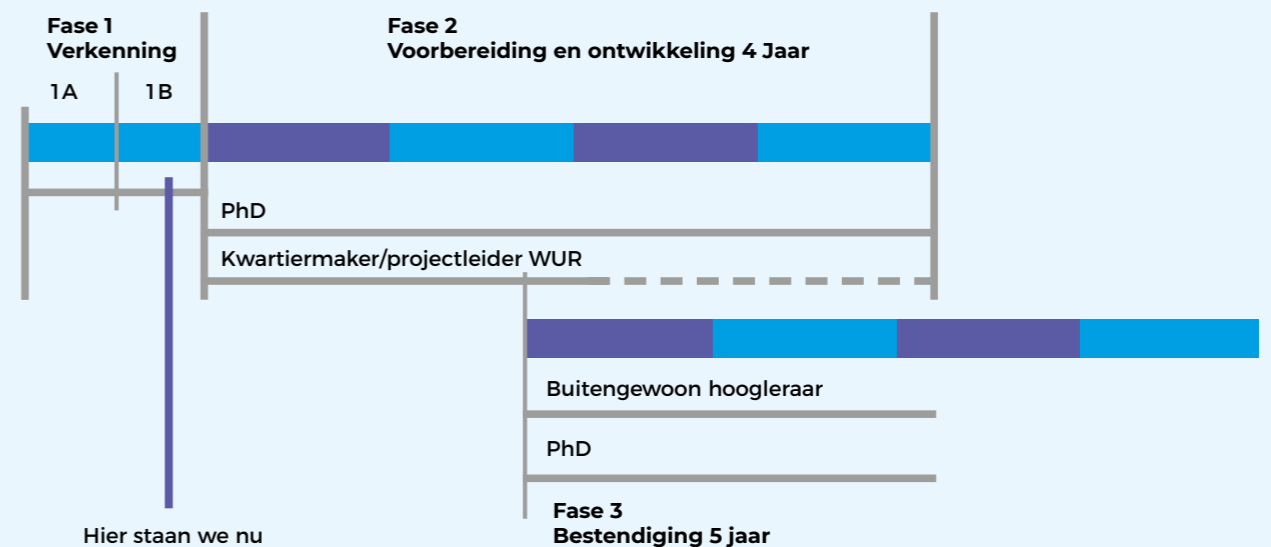 Fase 1
Verkenning
Fase 2
Voorbereiding en ontwikkeling 4 Jaar
1A
1B
PhD
Kwartiermaker/projectleider WUR
Buitengewoon hoogleraar
PhD
Fase 3
Bestendiging 5 jaar
Hier staan we nu